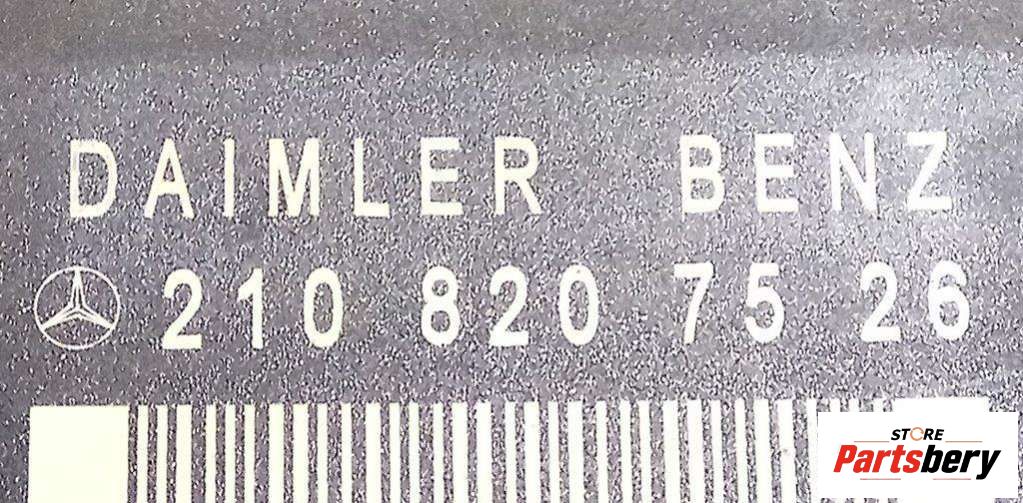 DAIMLER BENZ
210 820 75 26
STORE
Partsbery